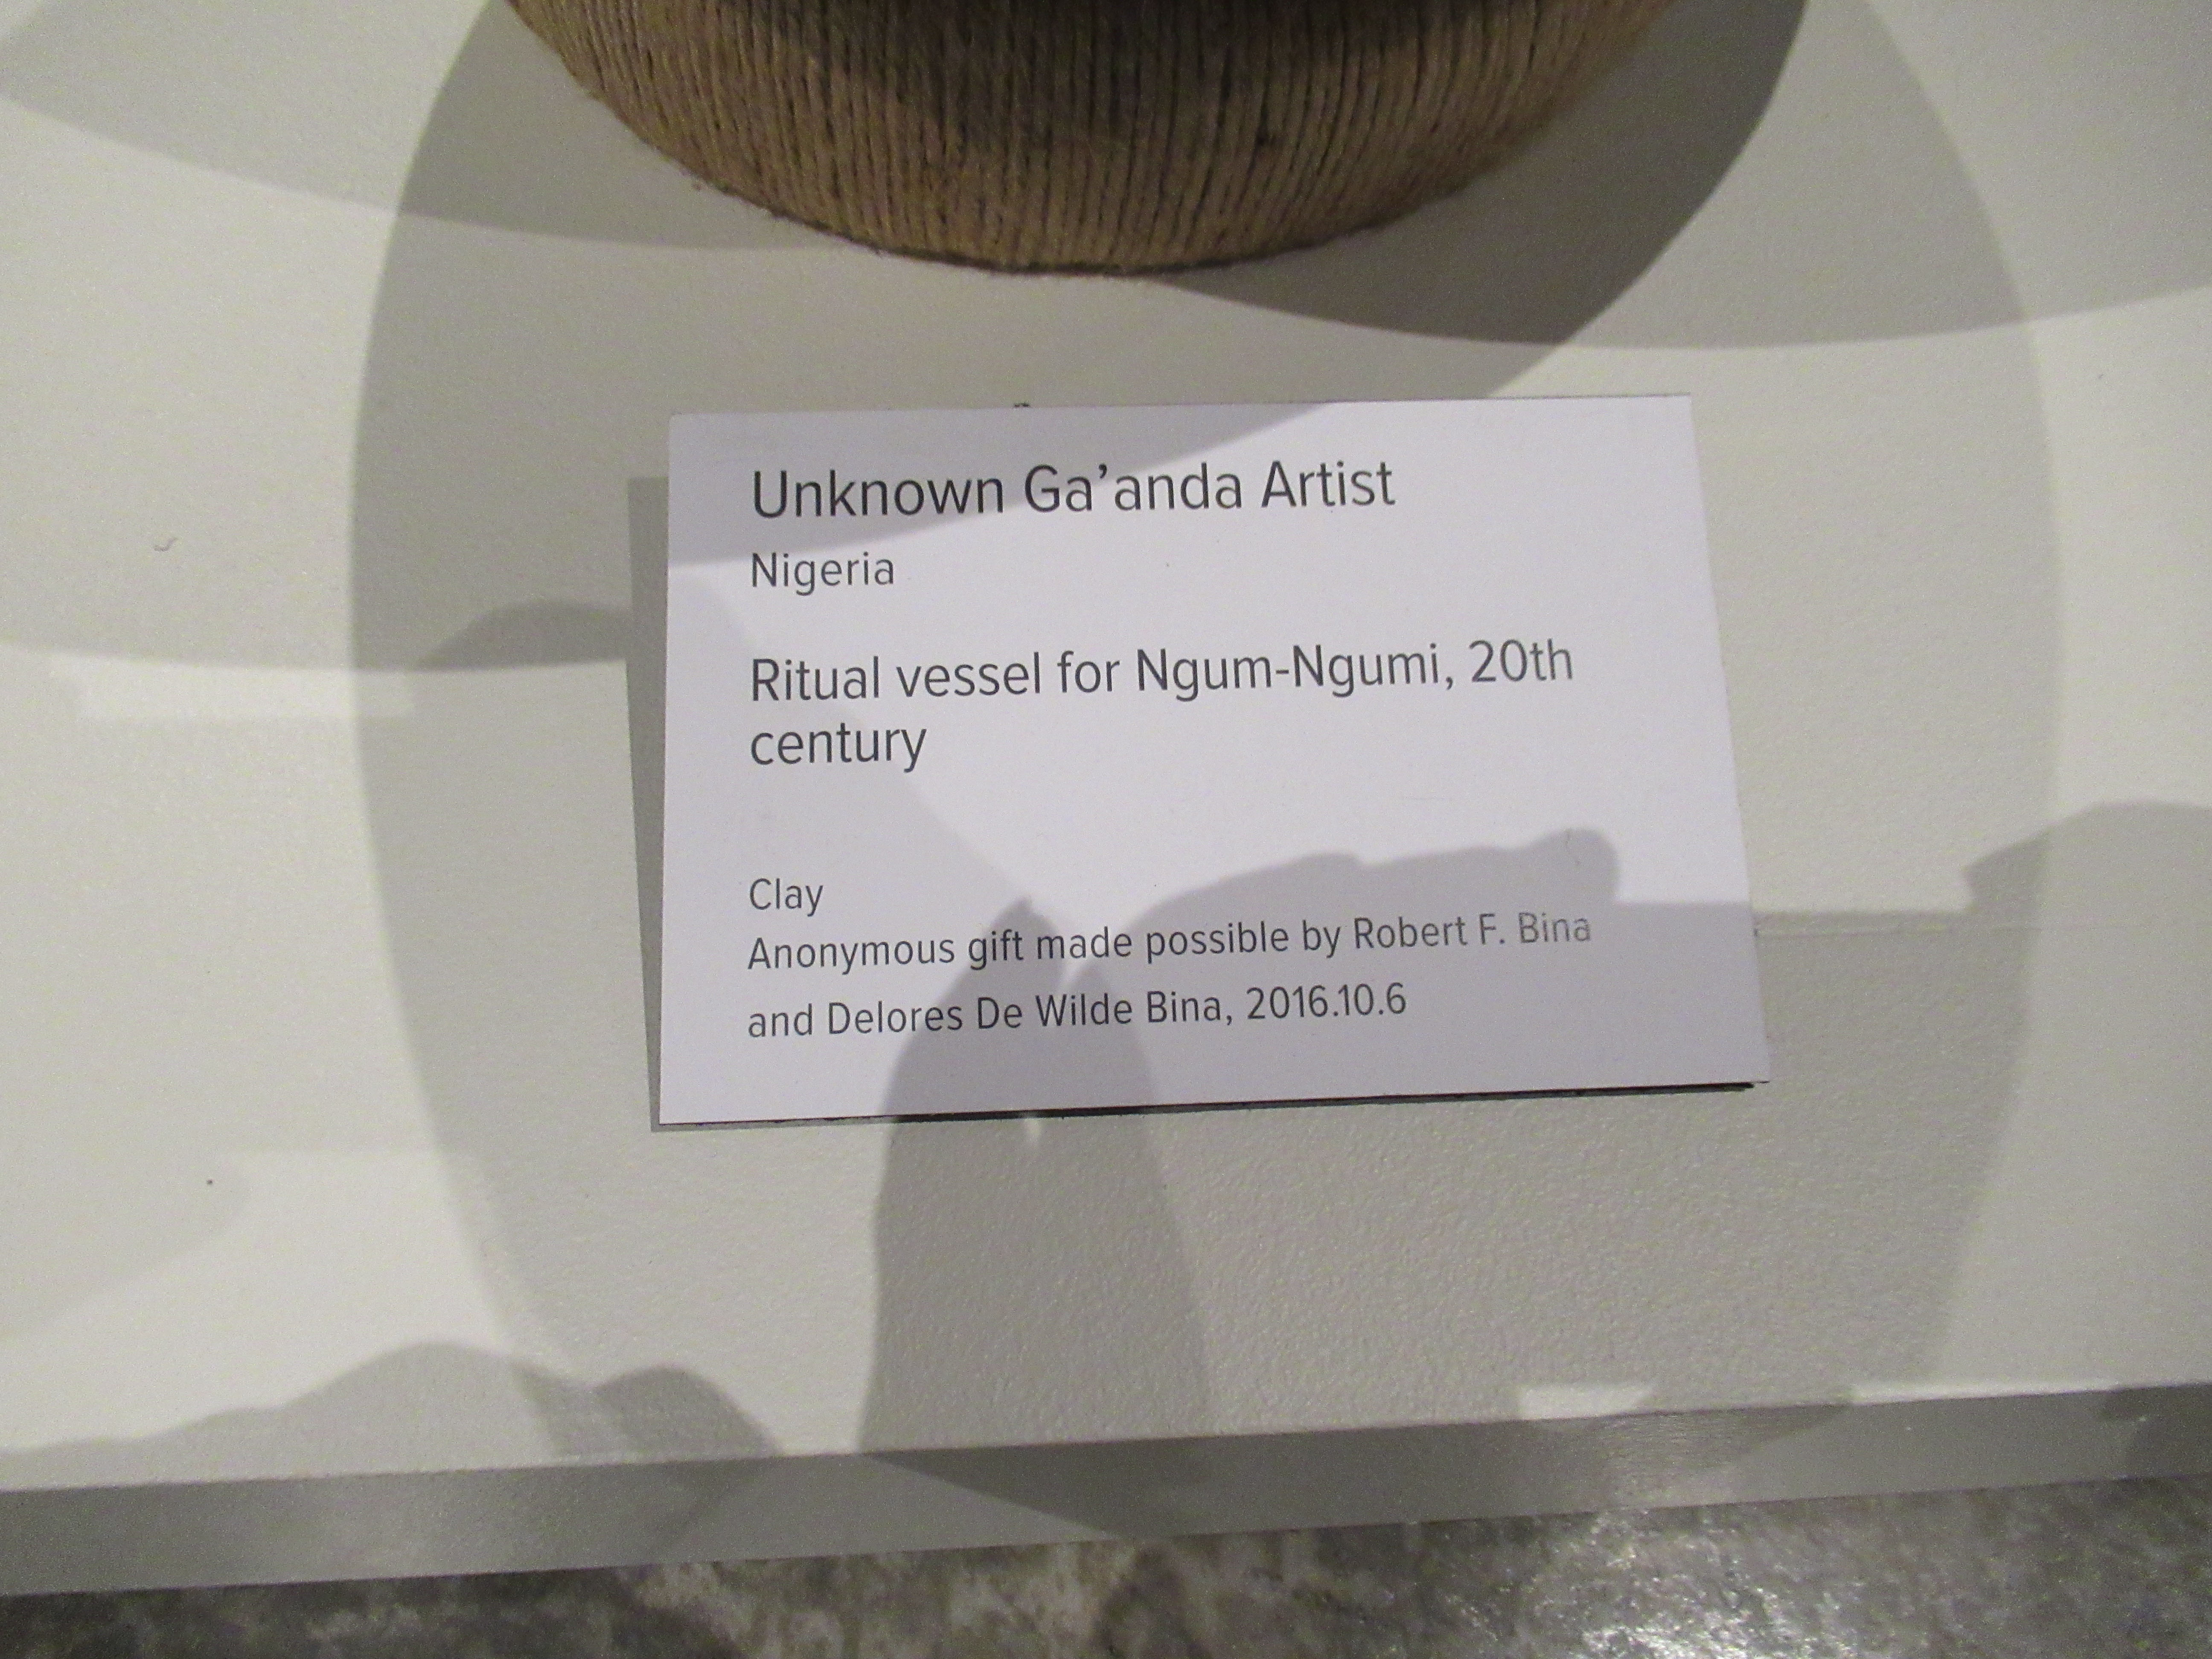 Unknown Ga’anda Artist
Nigeria
Ritual vessel for Ngum-Ngumi, 20th
century
Clay
Anonymous gift made possible by Robert F. Bina
and Delores De Wilde Bina, 2016.10.6